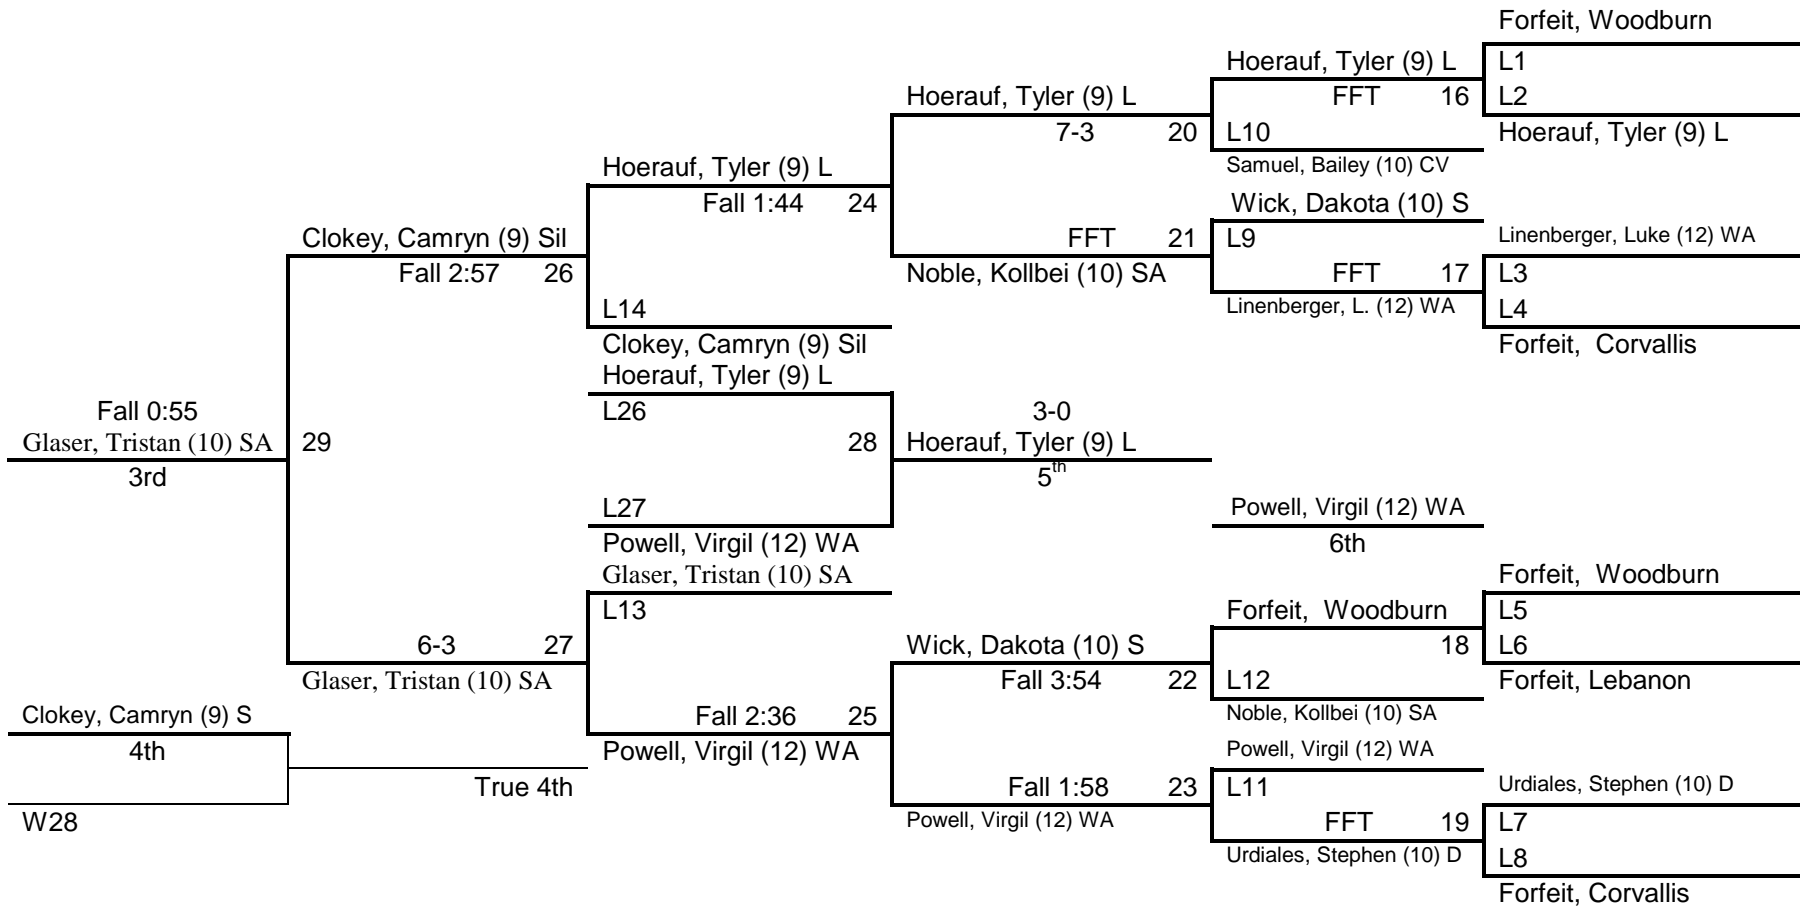 Forfeit, Woodburn
Hoerauf, Tyler (9) L
L1
Hoerauf, Tyler (9) L
FFT 16
L2
7-3 20
L10
Hoerauf, Tyler (9) L
Hoerauf, Tyler (9) L
Samuel, Bailey (10) CV
Fall 1:44 24
Wick, Dakota (10) S
Clokey, Camryn (9) Sil
FFT 21
L9
Linenberger, Luke (12) WA
Fall 2:57 26
Noble, Kollbei (10) SA
FFT 17
L3
L14
Linenberger, L. (12) WA
L4
Clokey, Camryn (9) Sil
Forfeit, Corvallis
Hoerauf, Tyler (9) L
Fall 0:55
L26
3-0
Glaser, Tristan (10) SA
29
28
Hoerauf, Tyler (9) L
3rd
5th
L27
Powell, Virgil (12) WA
Powell, Virgil (12) WA
6th
Glaser, Tristan (10) SA
Forfeit, Woodburn
L13
Forfeit, Woodburn
L5
6-3 27
Wick, Dakota (10) S
18
L6
Glaser, Tristan (10) SA
Fall 3:54 22
L12
Forfeit, Lebanon
Clokey, Camryn (9) S
Fall 2:36 25
Noble, Kollbei (10) SA
4th
Powell, Virgil (12) WA
Powell, Virgil (12) WA
True 4th
Fall 1:58 23
L11
Urdiales, Stephen (10) D
W28
Powell, Virgil (12) WA
FFT 19
L7
Urdiales, Stephen (10) D
L8
Forfeit, Corvallis